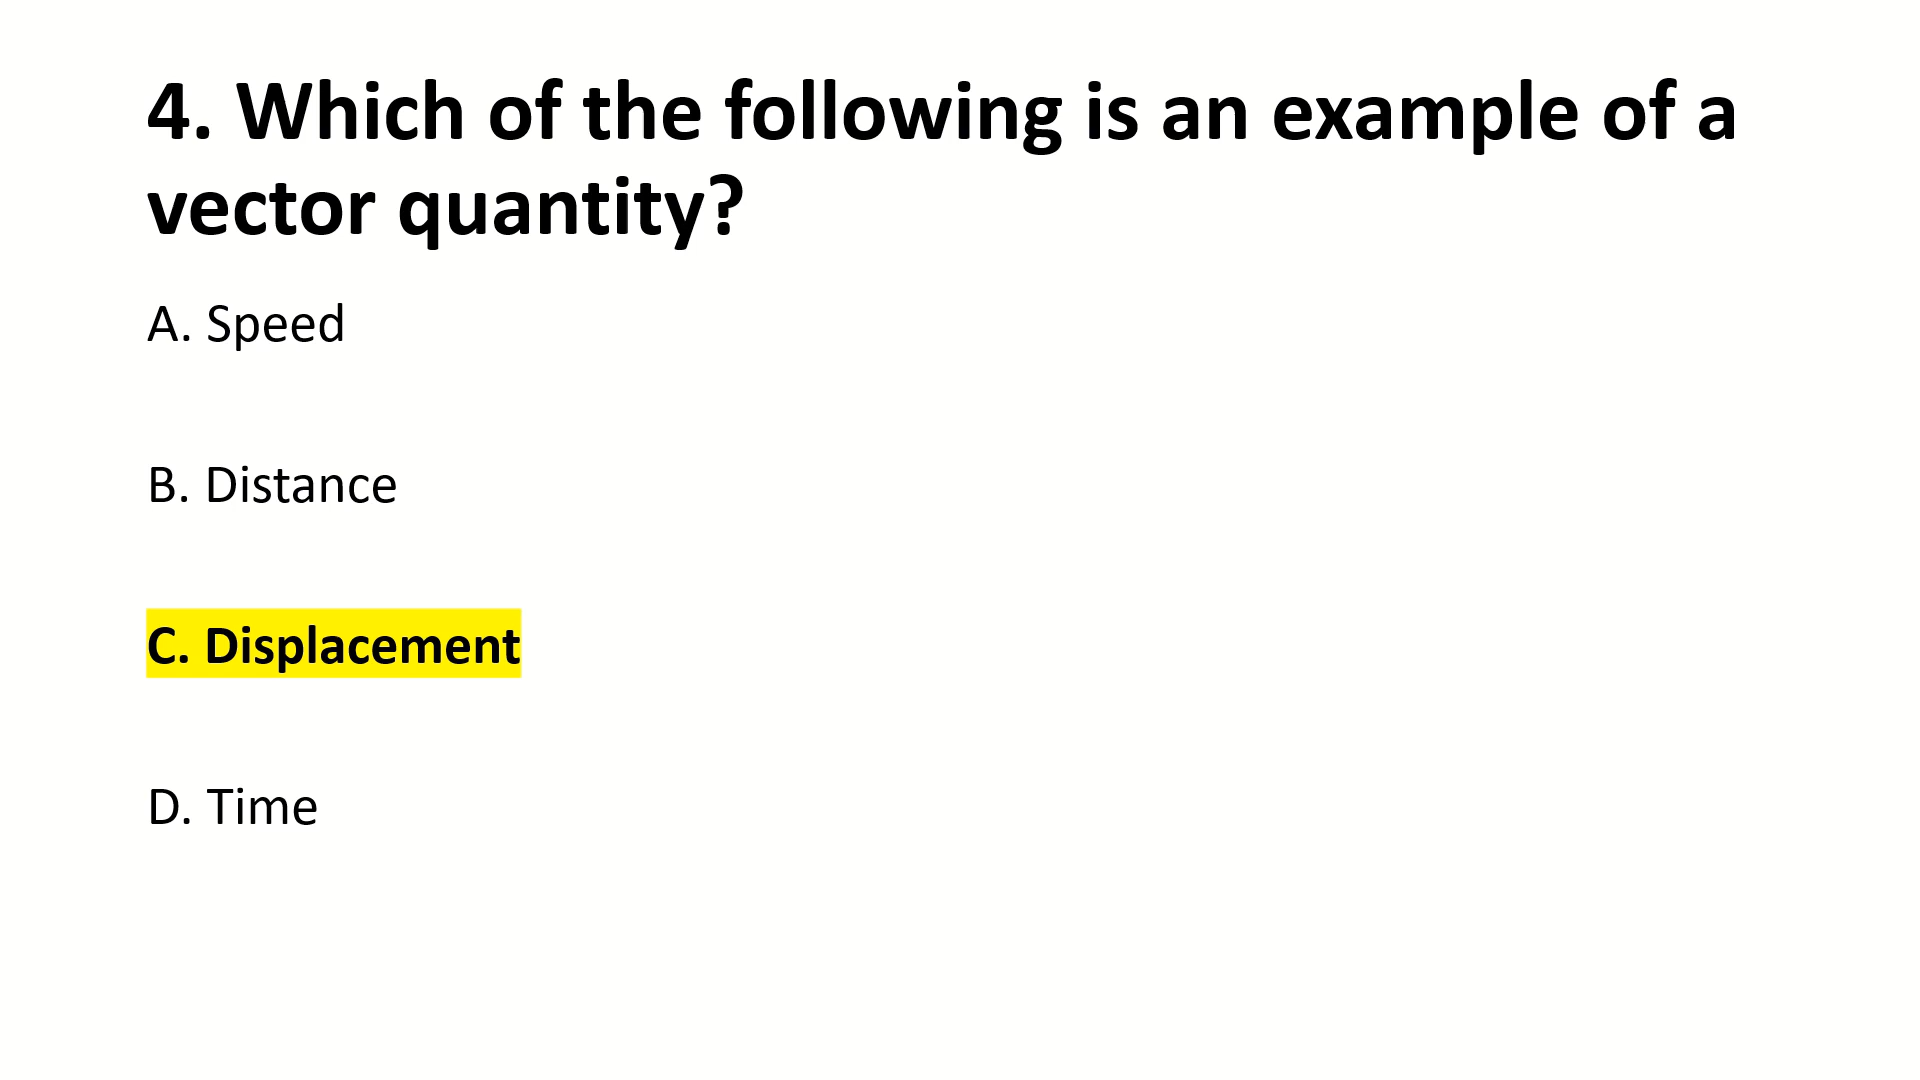 4. Which of the following is an example of a
vector quantity?
A. Speed
B. Distance
C. Displacement
D. Time